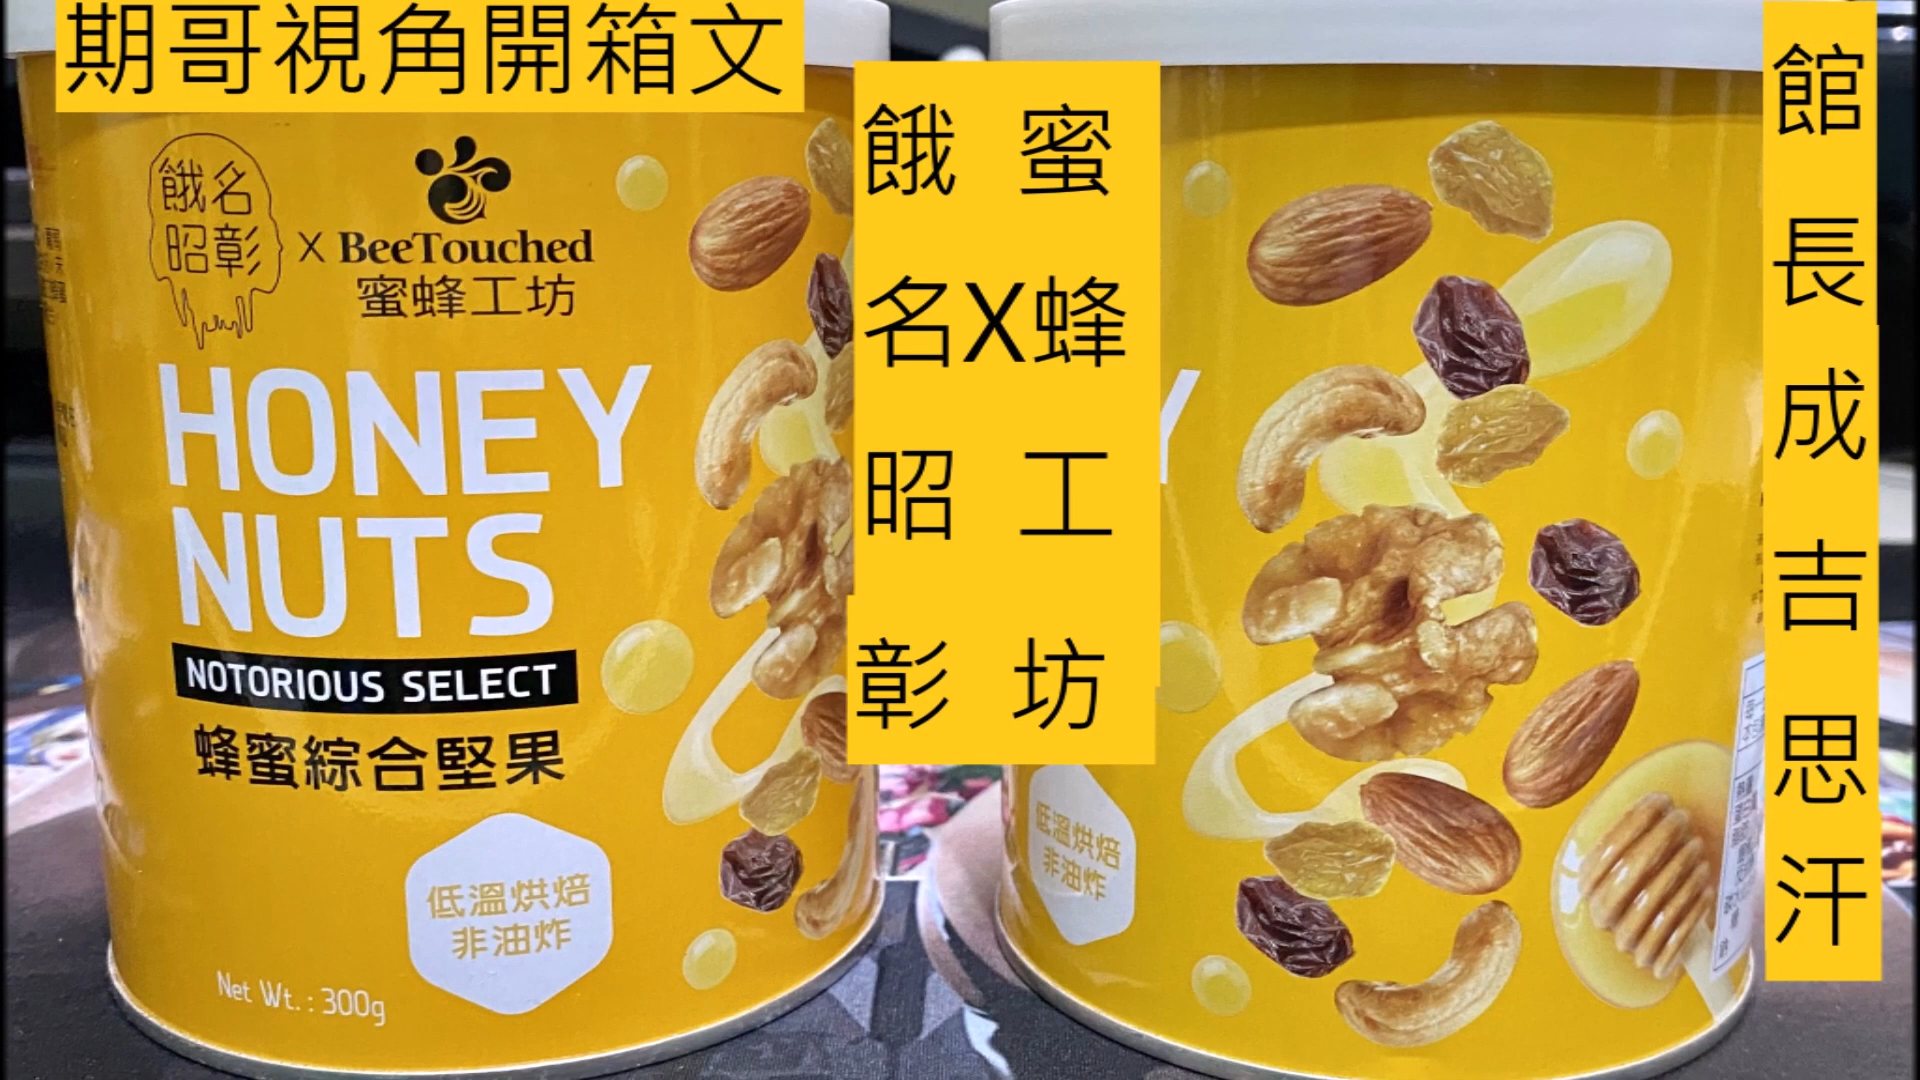 期哥視角開箱文
餓名昭彰
X
蜜蜂工坊
館長成吉思汗
餓名
昭彰
X
BeeTouched
蜜蜂工坊
HONEY
NUTS
NOTORIOUS SELECT
蜂蜜綜合堅果
低溫烘焙
非油炸
Net Wt.: 300g
Y
低溫烘焙
非油炸